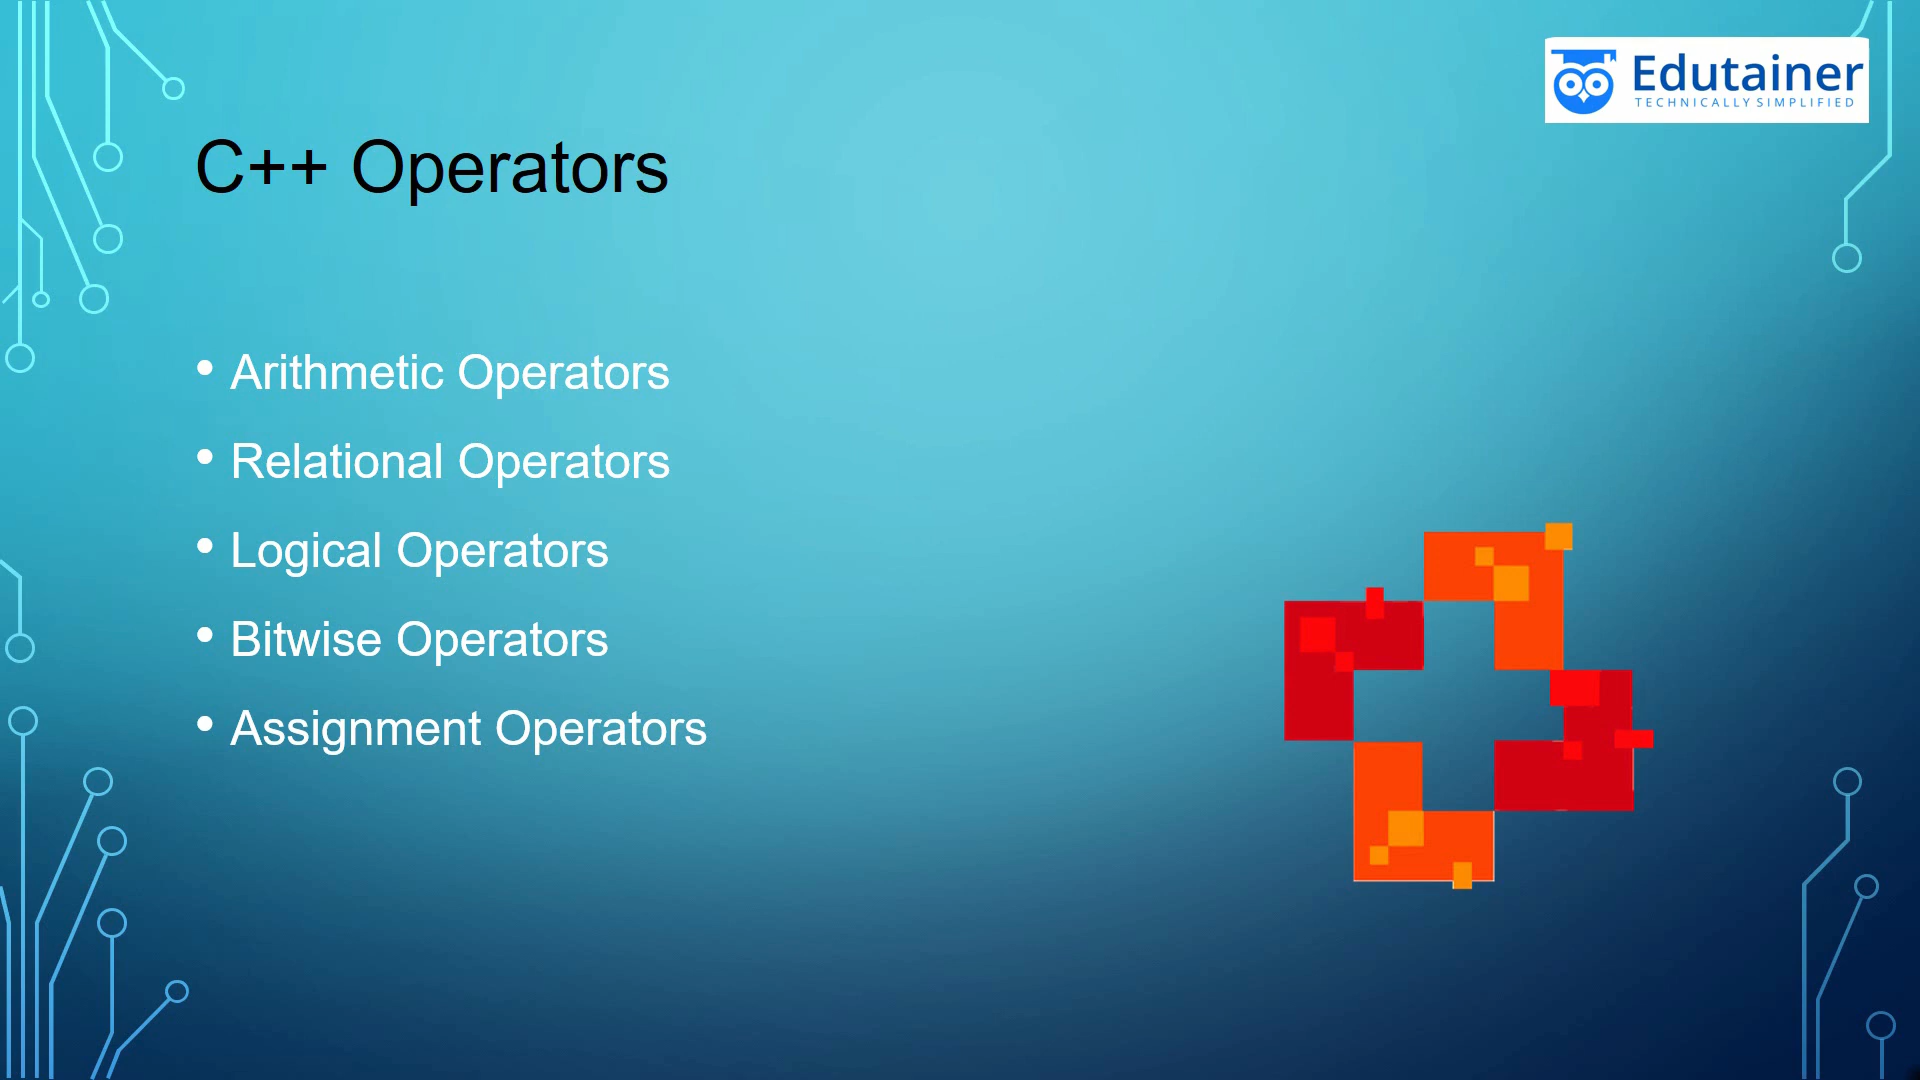 Edutainer
TECHNICALLY SIMPLIFIED
C++ Operators
• Arithmetic Operators
• Relational Operators
• Logical Operators
• Bitwise Operators
• Assignment Operators